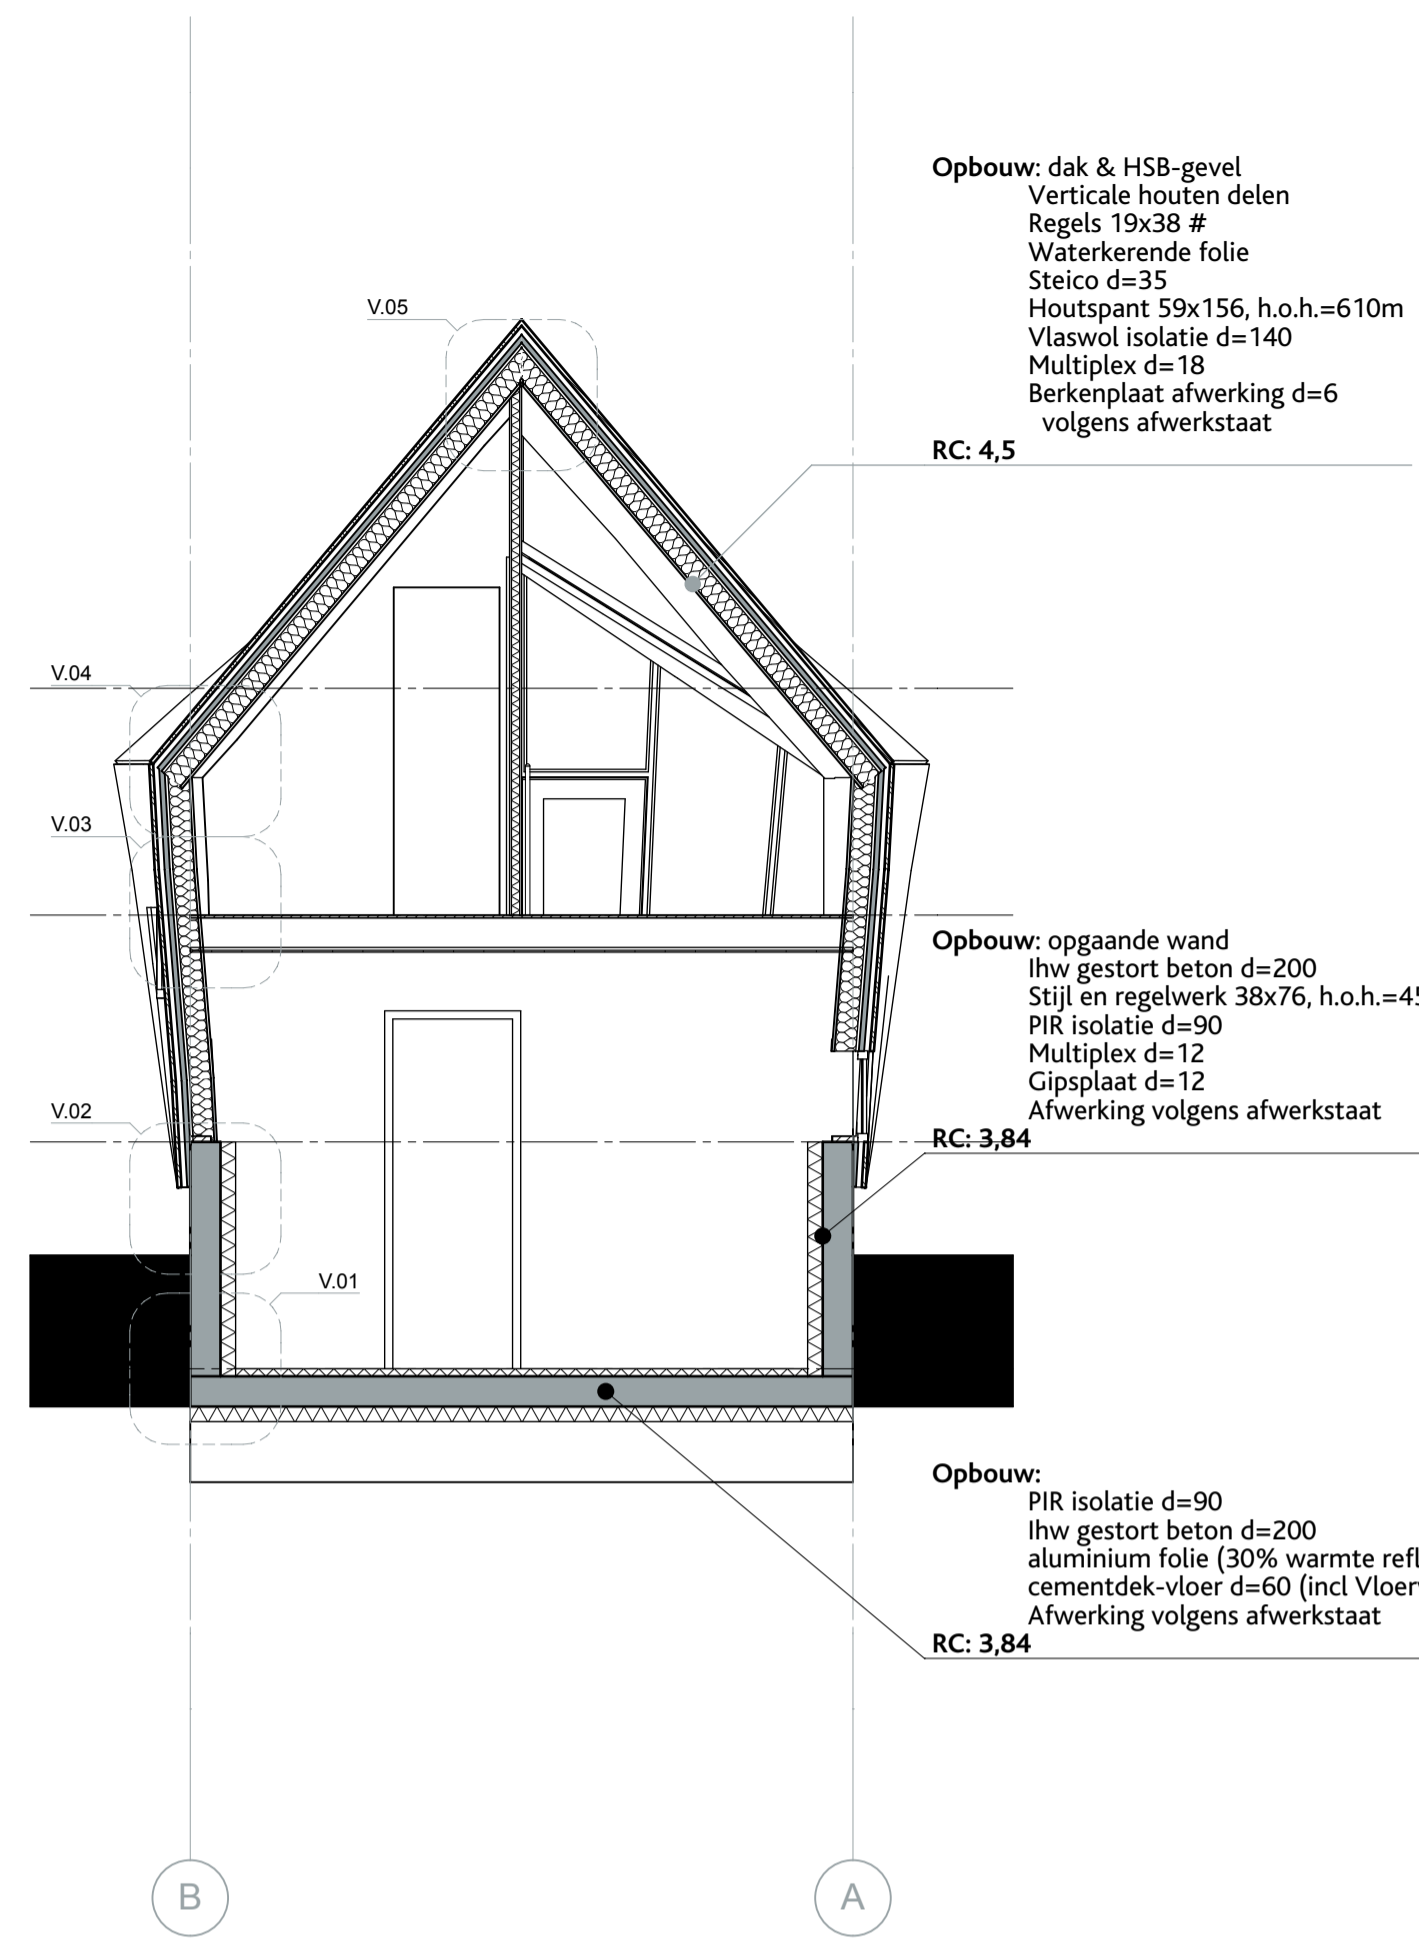 Opbouw: dak & HSB-gevel
Verticale houten delen
Regels 19x38 #
Waterkerende folie
Steico d=35
Houtspant 59x156, h.o.h.=610m
Vlaswol isolatie d=140
Multiplex d=18
Berkenplaat afwerking d=6
volgens afwerkstaat
RC: 4,5
V.05
V.04
V.03
Opbouw: opgaande wand
Ihw gestort beton d=200
Stijl en regelwerk 38x76, h.o.h.=45
PIR isolatie d=90
Multiplex d=12
Gipsplaat d=12
Afwerking volgens afwerkstaat
RC: 3,84
V.02
V.01
Opbouw:
PIR isolatie d=90
Ihw gestort beton d=200
aluminium folie (30% warmte refl
cementdek-vloer d=60 (incl Vloer
Afwerking volgens afwerkstaat
RC: 3,84
B
A